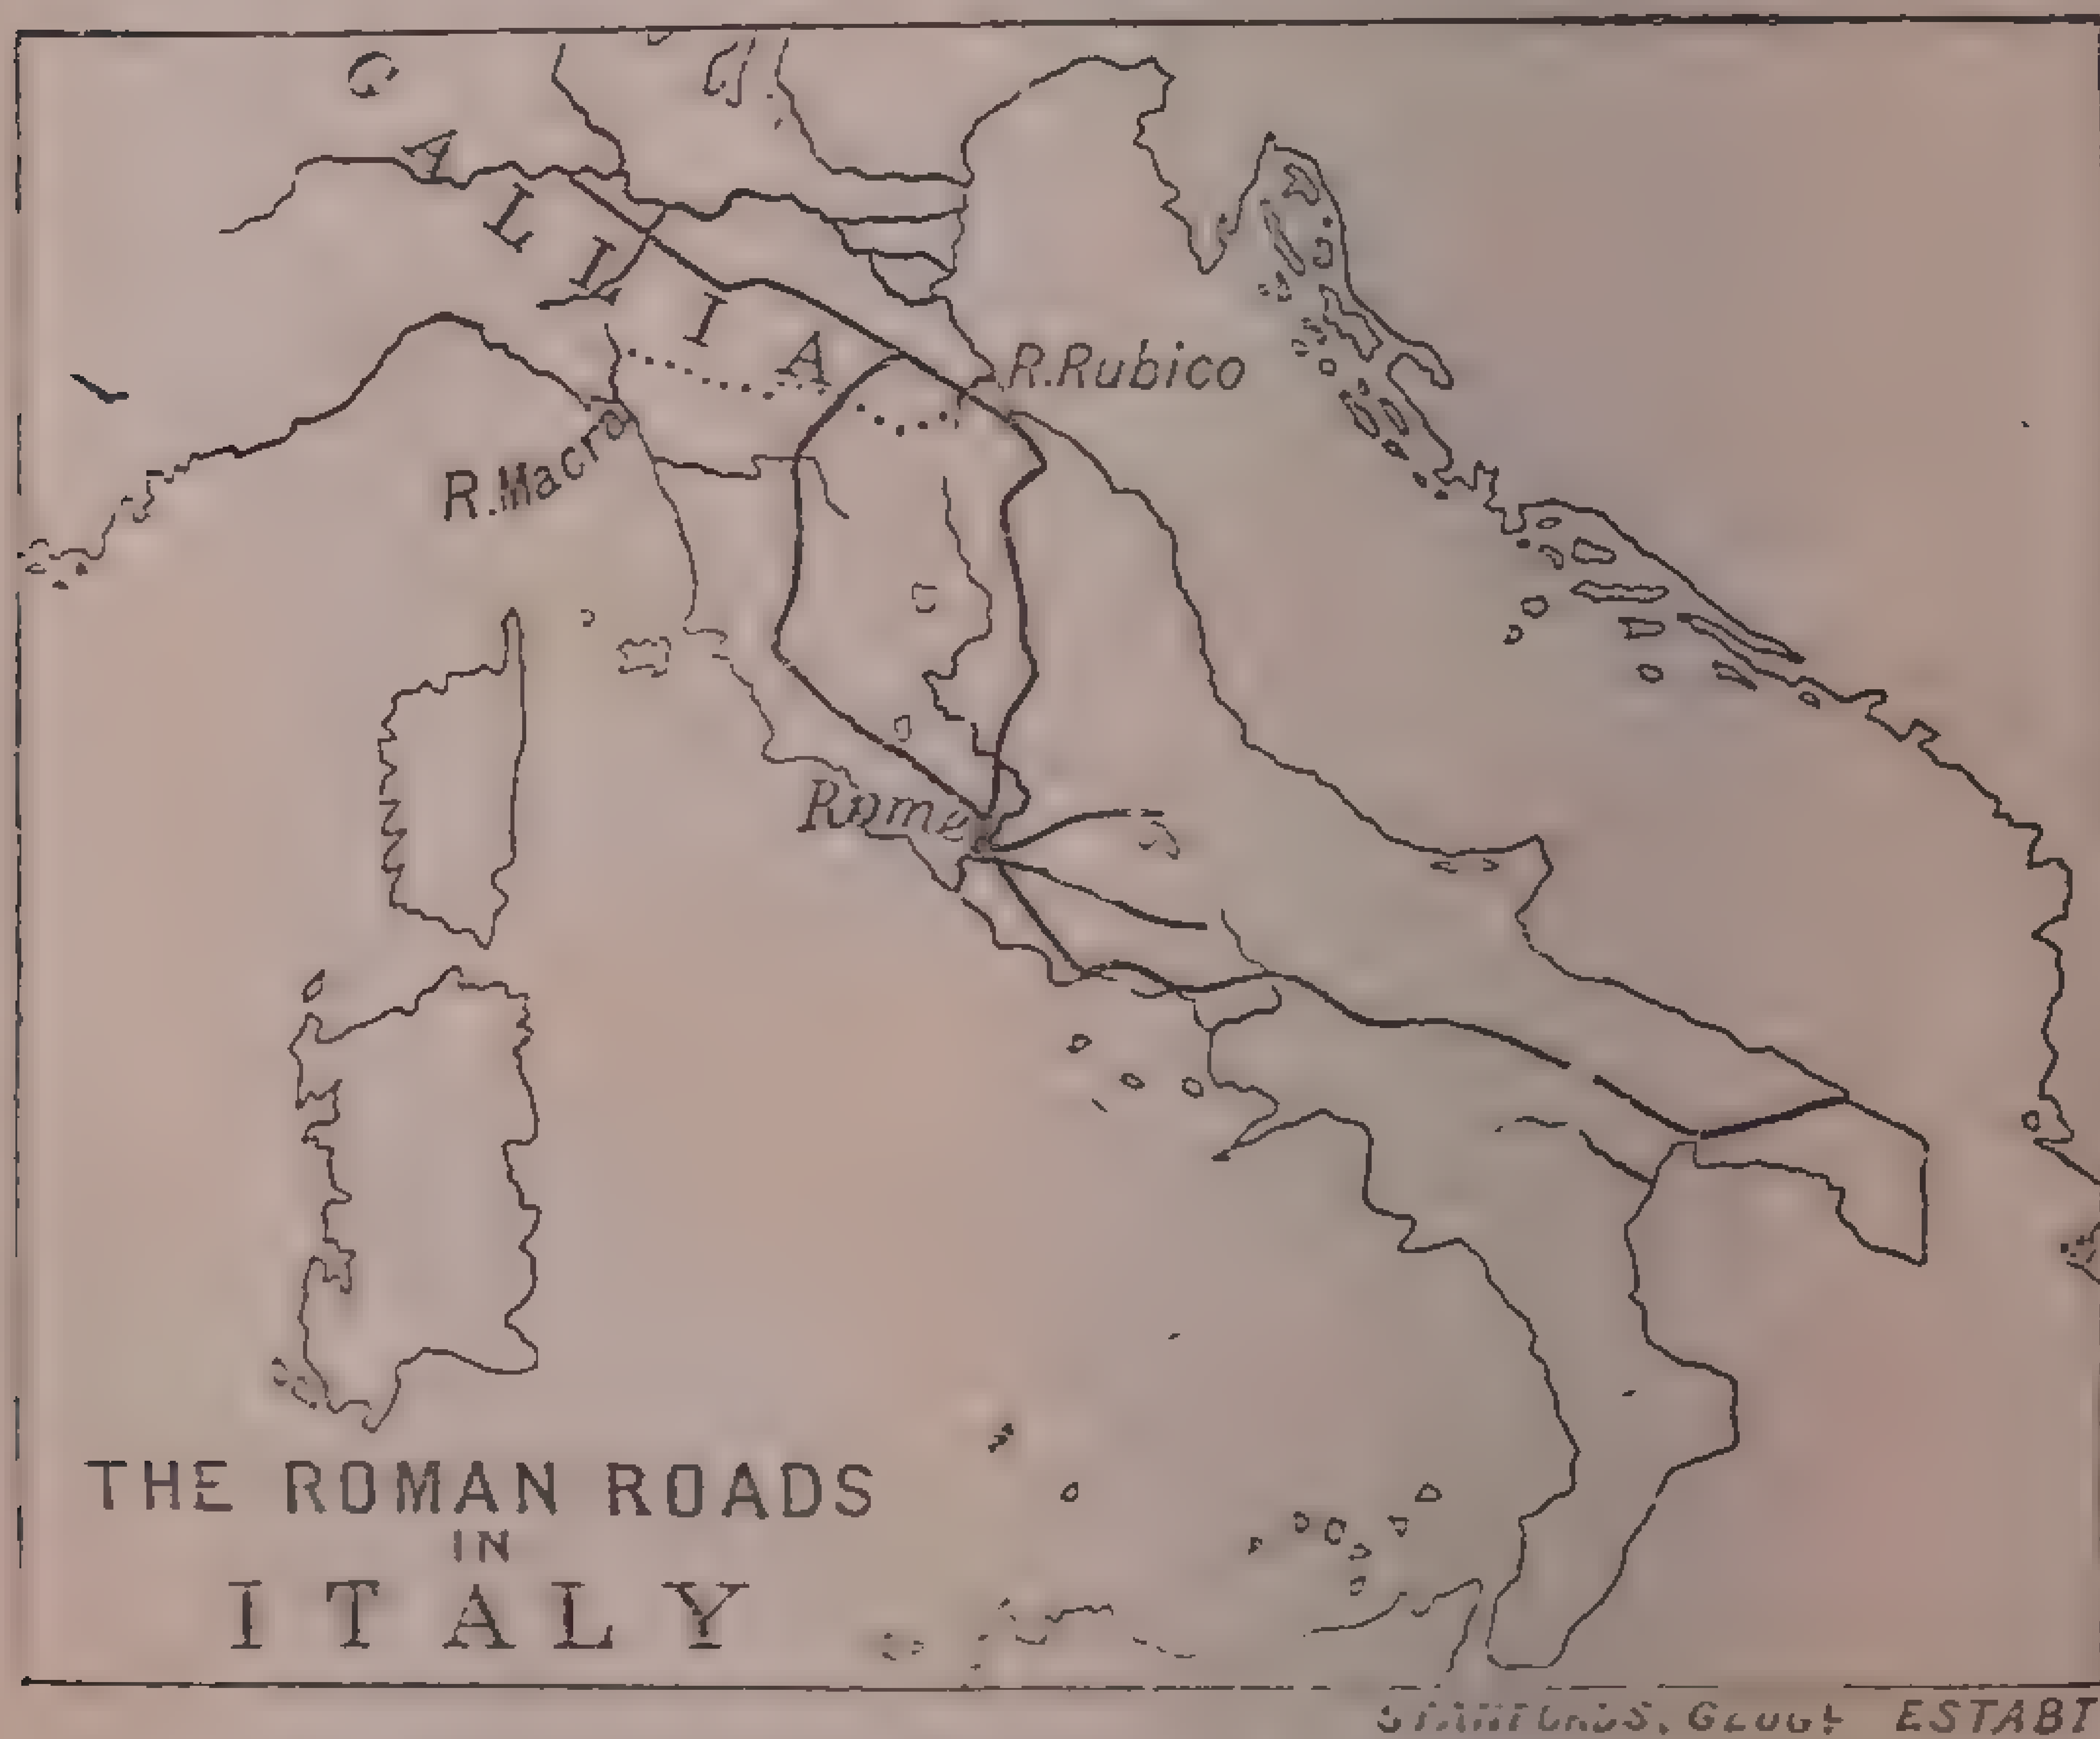 GALLIA
R.Rubico
R.Macra
Rome
THE ROMAN ROADS
IN
ITALY
ESTABT